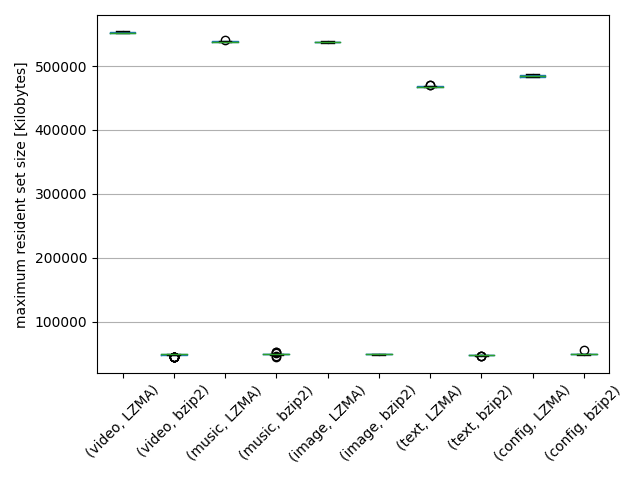 maximum resident set size [Kilobytes]
500000
400000
300000
200000
100000
(video, LZMA)
(video, bzip2)
(music, LZMA)
(music, bzip2)
(image, LZMA)
(image, bzip2)
(text, LZMA)
(text, bzip2)
(config, LZMA)
(config, bzip2)